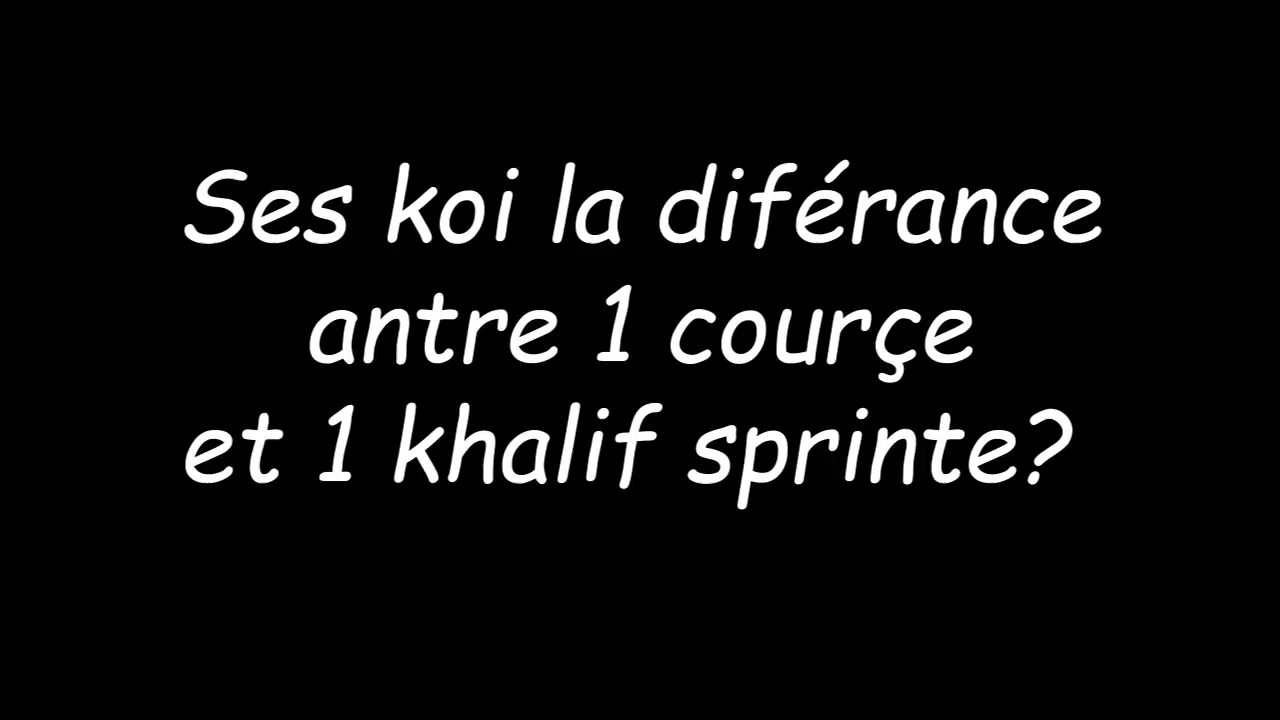 Ses koi la diférance
antre 1 courçe
et 1 khalif sprinte?